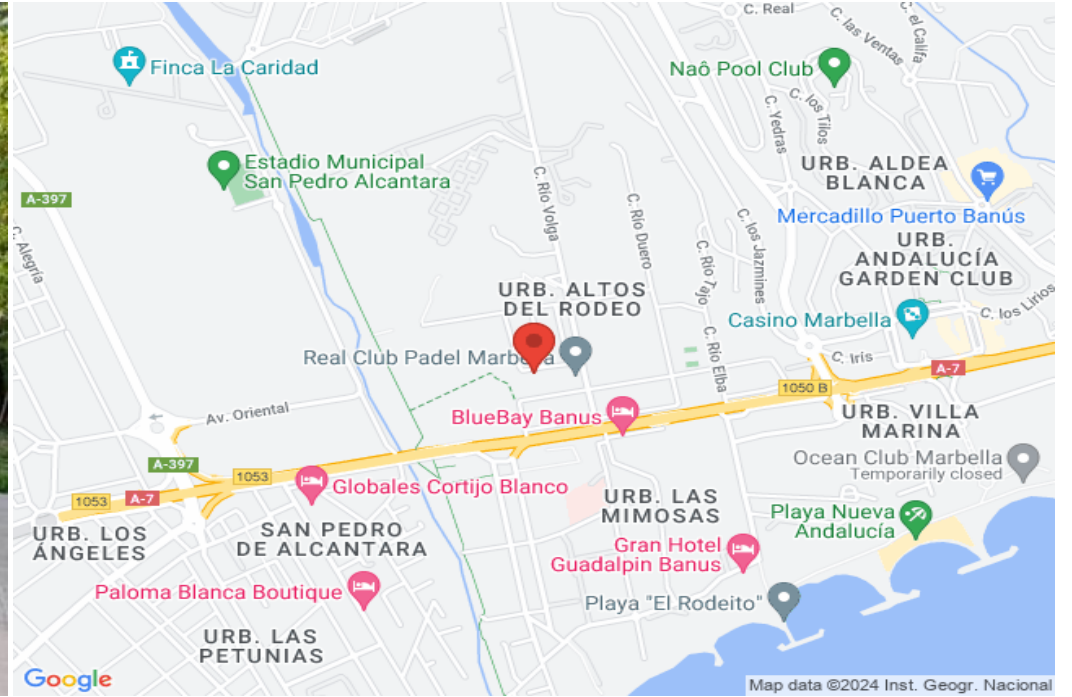 C. Real
C. las Ventas
C. el Califa
Finca La Caridad
Naô Pool Club
C. Yedras
C. los Tilos
Estadio Municipal
San Pedro Alcantara
URB. ALDEA
BLANCA
A-397
C. Río Volga
Mercadillo Puerto Banús
C. Alegría
C. Río Duero
C. los Jazmines
C. Río Tajo
URB.
ANDALUCÍA
GARDEN CLUB
URB. ALTOS
DEL RODEO
C. los Lirios
Casino Marbella
Real Club Padel Marbella
C. Iris
C. Río Elba
A-7
1050 B
Av. Oriental
BlueBay Banus
URB. VILLA
MARINA
A-397
1053
Ocean Club Marbella
Temporarily closed
Globales Cortijo Blanco
1053
A-7
URB. LAS
MIMOSAS
Playa Nueva
Andalucía
URB. LOS
ÁNGELES
SAN PEDRO
DE ALCANTARA
Gran Hotel
Guadalpin Banus
Paloma Blanca Boutique
Playa "El Rodeito"
URB. LAS
PETUNIAS
Google
Map data ©2024 Inst. Geogr. Nacional